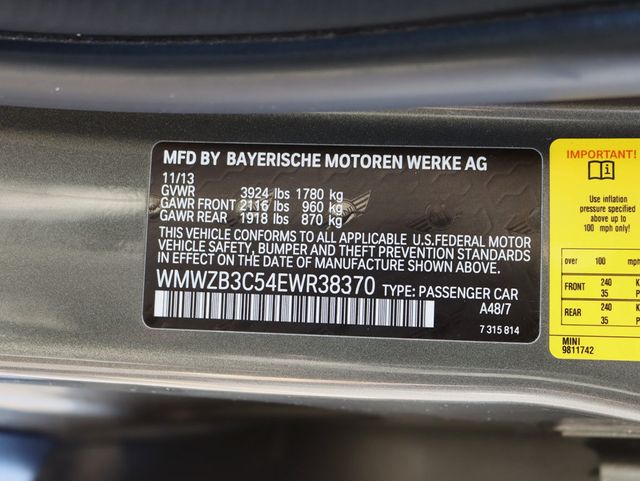 MFD BY BAYERISCHE MOTOREN WERKE AG
11/13
GVWR 3924 lbs 1780 kg
GAWR FRONT 2116 lbs 960 kg
GAWR REAR 1918 lbs 870 kg
THIS VEHICLE CONFORMS TO ALL APPLICABLE U.S.FEDERAL MOTOR
VEHICLE SAFETY, BUMPER AND THEFT PREVENTION STANDARDS
IN EFFECT ON THE DATE OF MANUFACTURE SHOWN ABOVE.
WMWZB3C54EWR38370 TYPE: PASSENGER CAR
A48/7
7 315 814
IMPORTANT!
Use inflation
pressure specified
above up to
100 mph only!
over 100 mph
FRONT 240 K
35 P
REAR 240 K
35 P
MINI
9811742